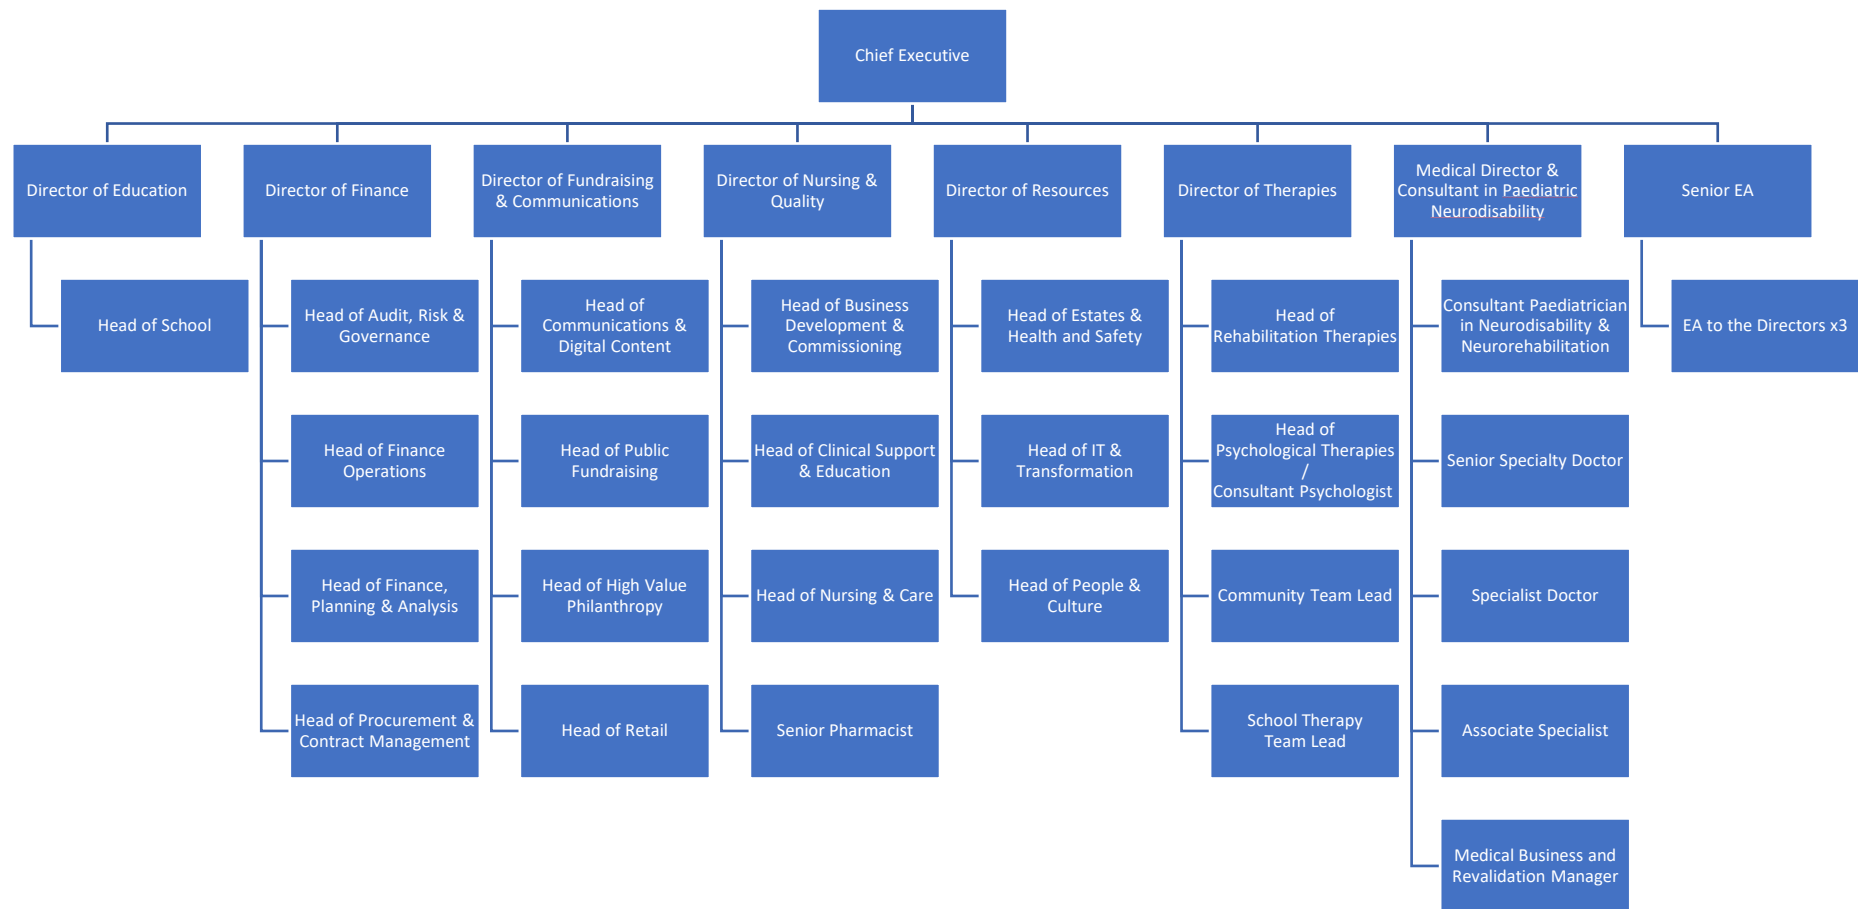 Chief Executive
Director of Education
Director of Finance
Director of Fundraising
& Communications
Director of Nursing &
Quality
Director of Resources
Director of Therapies
Medical Director &
Consultant in Paediatric
Neurodisability
Senior EA
Head of School
Head of Audit, Risk &
Governance
Head of
Communications &
Digital Content
Head of Business
Development &
Commissioning
Head of Estates &
Health and Safety
Head of
Rehabilitation Therapies
Consultant Paediatrician
in Neurodisability &
Neurorehabilitation
EA to the Directors x3
Head of Finance
Operations
Head of Public
Fundraising
Head of Clinical Support
& Education
Head of IT &
Transformation
Head of
Psychological Therapies
/
Consultant Psychologist
Senior Specialty Doctor
Head of Finance,
Planning & Analysis
Head of High Value
Philanthropy
Head of Nursing & Care
Head of People &
Culture
Community Team Lead
Specialist Doctor
Head of Procurement &
Contract Management
Head of Retail
Senior Pharmacist
School Therapy
Team Lead
Associate Specialist
Medical Business and
Revalidation Manager